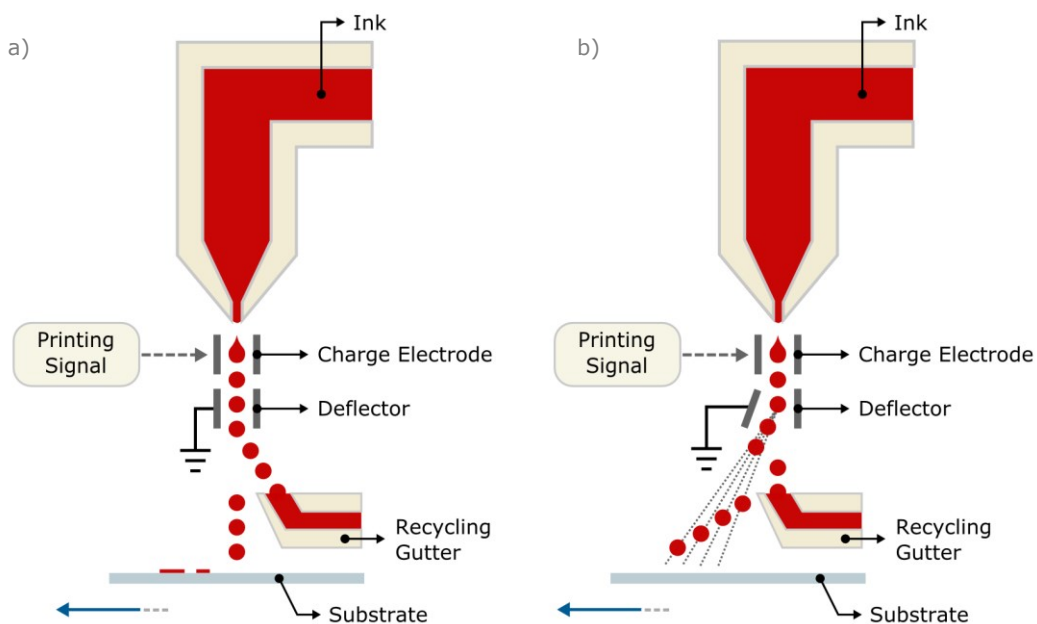 a)
Ink
Printing
Signal
Charge Electrode
Deflector
Recycling
Gutter
Substrate
b)
Ink
Printing
Signal
Charge Electrode
Deflector
Recycling
Gutter
Substrate